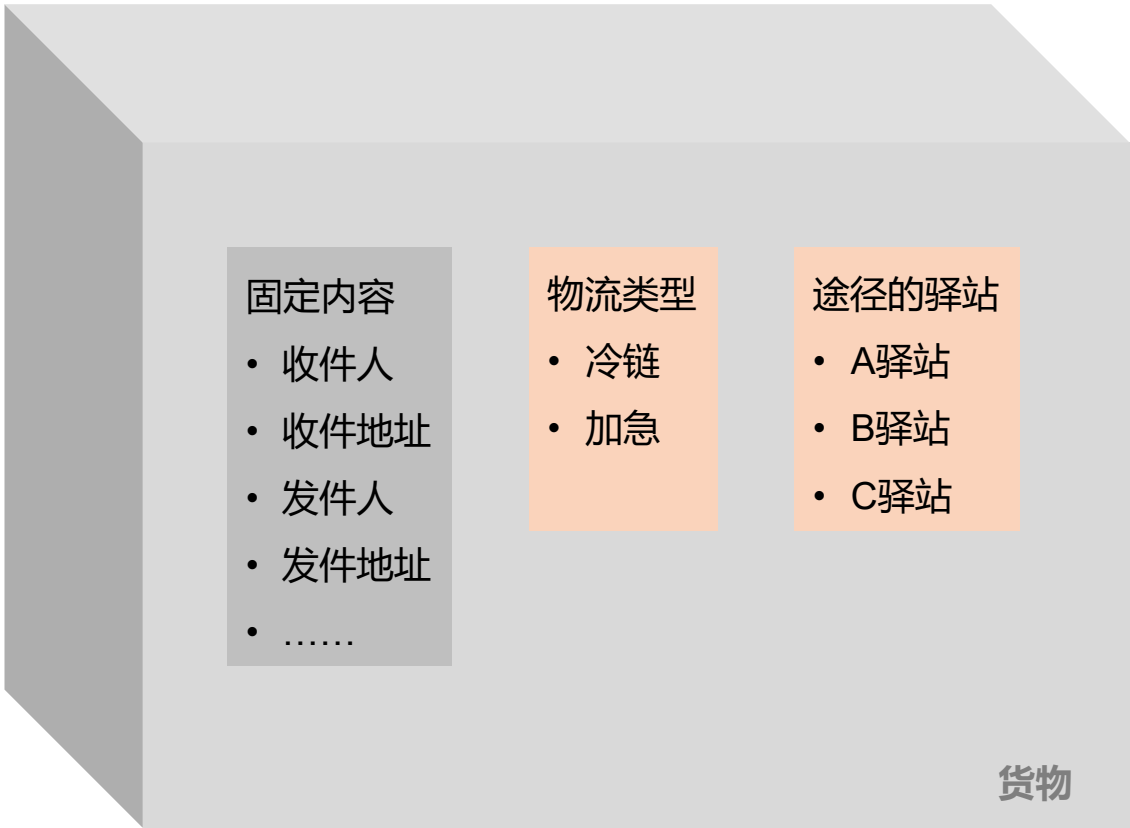 固定内容
• 收件人
• 收件地址
• 发件人
• 发件地址
• ……
物流类型
• 冷链
• 加急
途径的驿站
• A驿站
• B驿站
• C驿站
货物